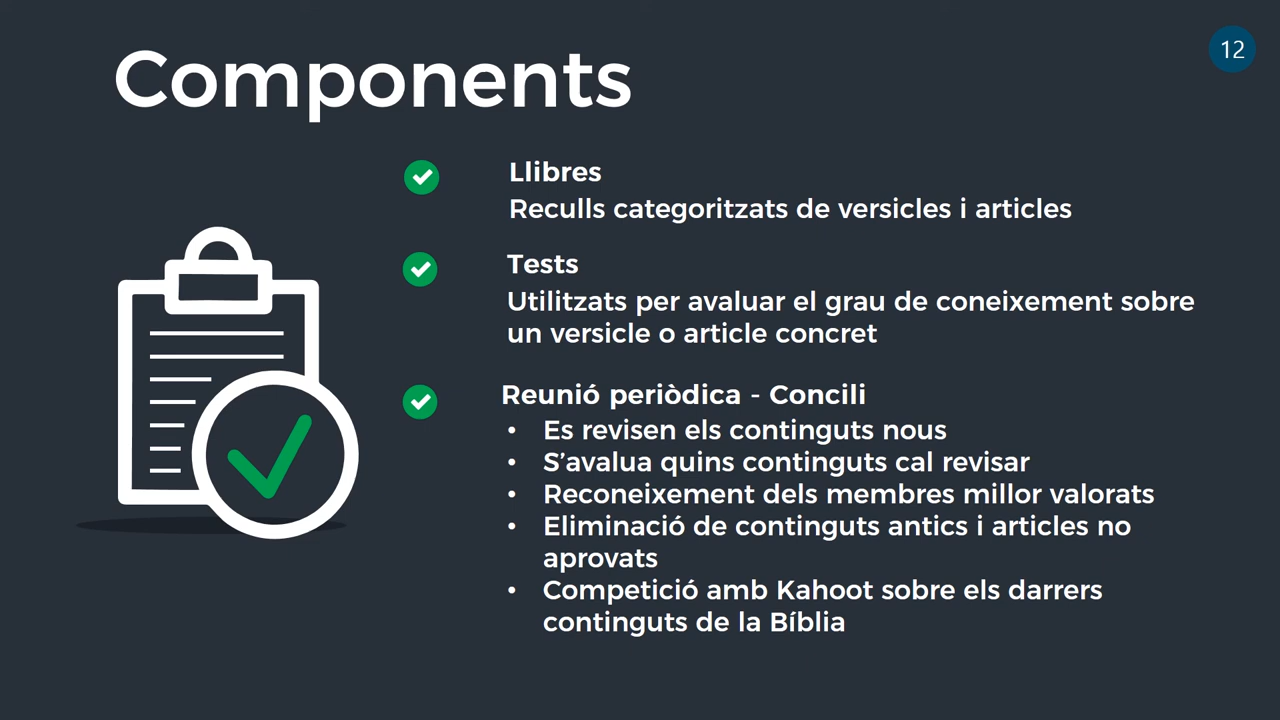 12
Components
Llibres
Reculls categoritzats de versicles i articles
Tests
Utilitzats per avaluar el grau de coneixement sobre
un versicle o article concret
Reunió periòdica - Concili
• Es revisen els continguts nous
• S’avalua quins continguts cal revisar
• Reconeixement dels membres millor valorats
• Eliminació de continguts antics i articles no
aprovats
• Competició amb Kahoot sobre els darrers
continguts de la Bíblia